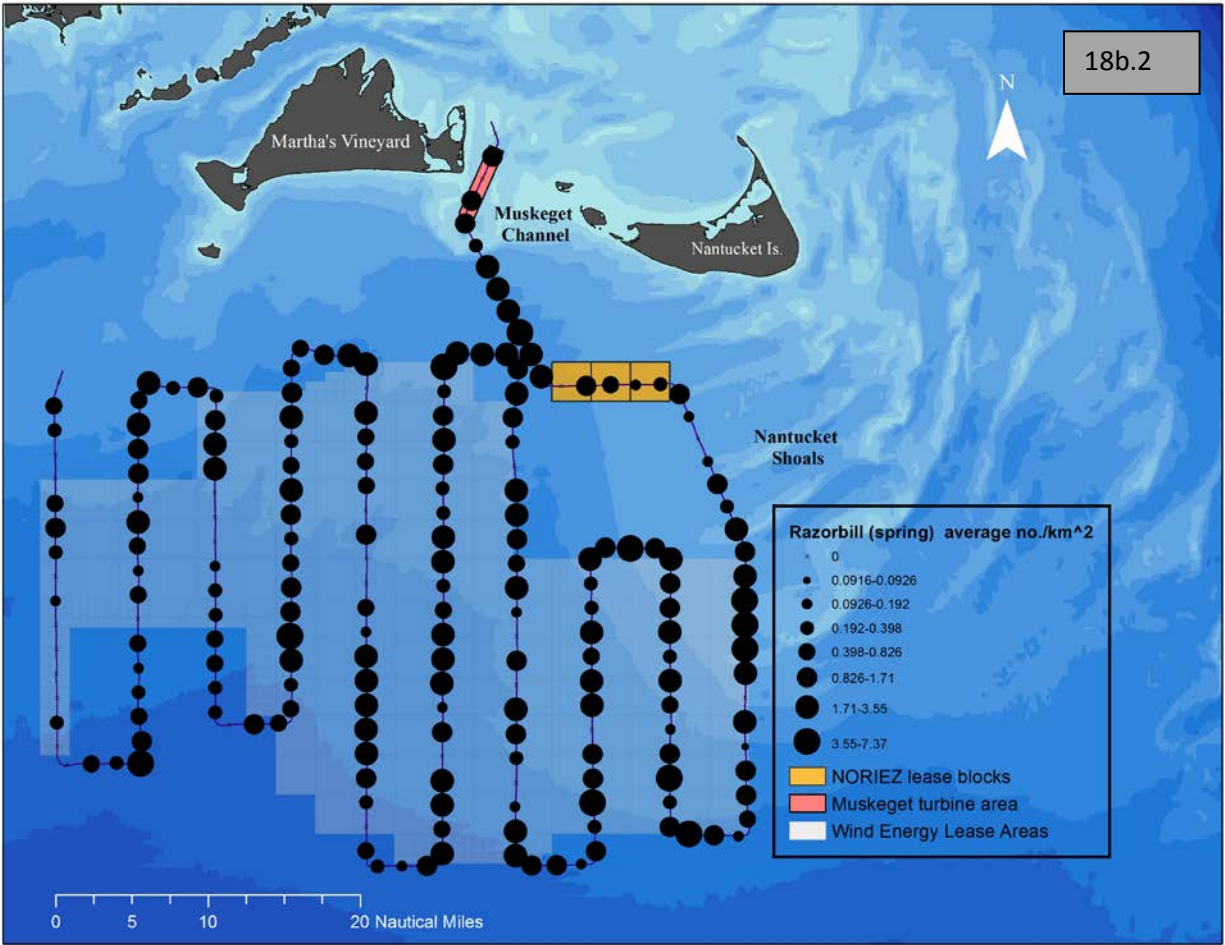 18b.2
N
Martha's Vineyard
Muskeget
Channel
Nantucket Is.
Nantucket
Shoals
Razorbill (spring) average no./km^2
0
0.0916-0.0926
0.0926-0.192
0.192-0.398
0.398-0.826
0.826-1.71
1.71-3.55
3.55-7.37
NORIEZ lease blocks
Muskeget turbine area
Wind Energy Lease Areas
0 5 10 20 Nautical Miles